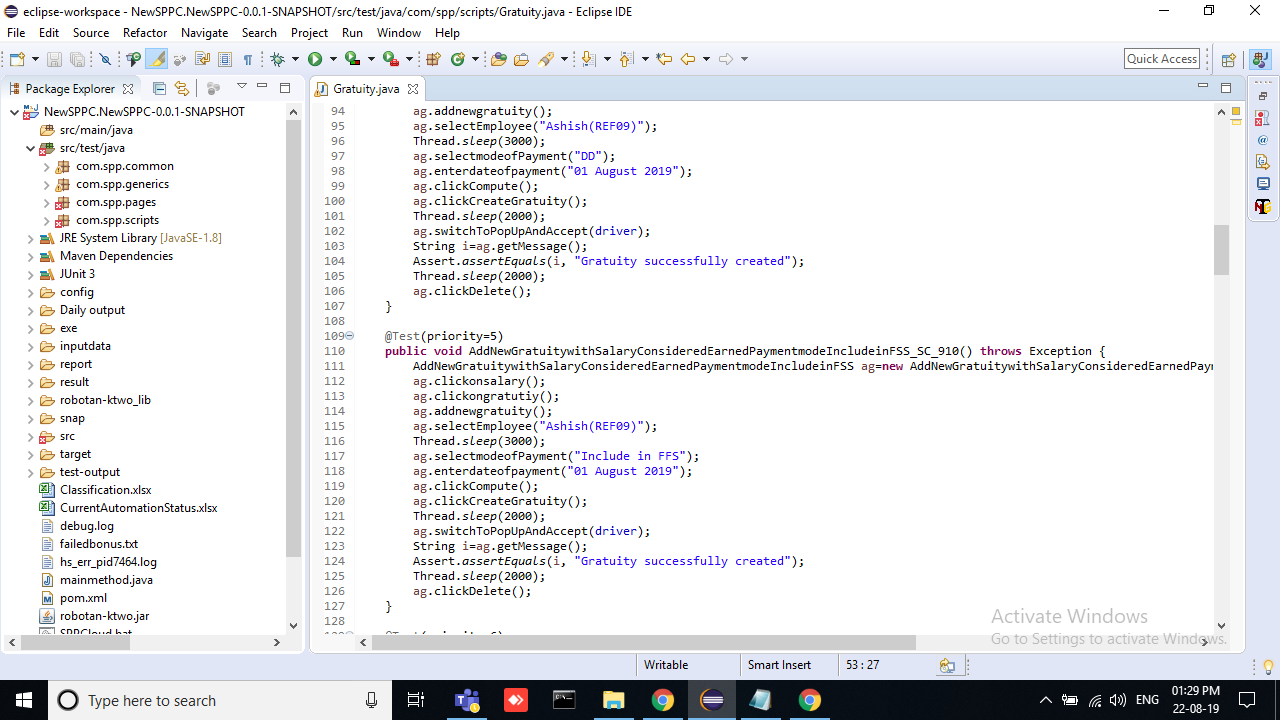 eclipse-workspace - NewSPPC.NewSPPC-0.0.1-SNAPSHOT/src/test/java/com/spp/scripts/Gratuity.java - Eclipse IDE
File Edit Source Refactor Navigate Search Project Run Window Help
Quick Access
Package Explorer
NewSPPC.NewSPPC-0.0.1-SNAPSHOT
src/main/java
src/test/java
com.spp.common
com.spp.generics
com.spp.pages
com.spp.scripts
JRE System Library [JavaSE-1.8]
Maven Dependencies
JUnit 3
config
Daily output
exe
inputdata
report
result
robotan-ktwo_lib
snap
src
target
test-output
Classification.xlsx
CurrentAutomationStatus.xlsx
debug.log
failedbonus.txt
hs_err_pid7464.log
mainmethod.java
pom.xml
robotan-ktwo.jar
SPPCloud.bat
Gratuity.java
94 ag.addnewgratuity();
95 ag.selectEmployee("Ashish(REF09)");
96 Thread.sleep(3000);
97 ag.selectmodeofPayment("DD");
98 ag.enterdateofpayment("01 August 2019");
99 ag.clickCompute();
100 ag.clickCreateGratuity();
101 Thread.sleep(2000);
102 ag.switchToPopUpAndAccept(driver);
103 String i=ag.getMessage();
104 Assert.assertEquals(i, "Gratuity successfully created");
105 Thread.sleep(2000);
106 ag.clickDelete();
107 }
108
109 @Test(priority=5)
110 public void AddNewGratuitywithSalaryConsideredEarnedPaymentmodeIncludeinFSS_SC_910() throws Exception {
111 AddNewGratuitywithSalaryConsideredEarnedPaymentmodeIncludeinFSS ag=new AddNewGratuitywithSalaryConsideredEarnedPayn
112 ag.clickonsalary();
113 ag.clickongratutiy();
114 ag.addnewgratuity();
115 ag.selectEmployee("Ashish(REF09)");
116 Thread.sleep(3000);
117 ag.selectmodeofPayment("Include in FFS");
118 ag.enterdateofpayment("01 August 2019");
119 ag.clickCompute();
120 ag.clickCreateGratuity();
121 Thread.sleep(2000);
122 ag.switchToPopUpAndAccept(driver);
123 String i=ag.getMessage();
124 Assert.assertEquals(i, "Gratuity successfully created");
125 Thread.sleep(2000);
126 ag.clickDelete();
127 }
128
Activate Windows
Go to Settings to activate Windows.
Writable Smart Insert 53 : 27
Type here to search
ENG
01:29 PM
22-08-19